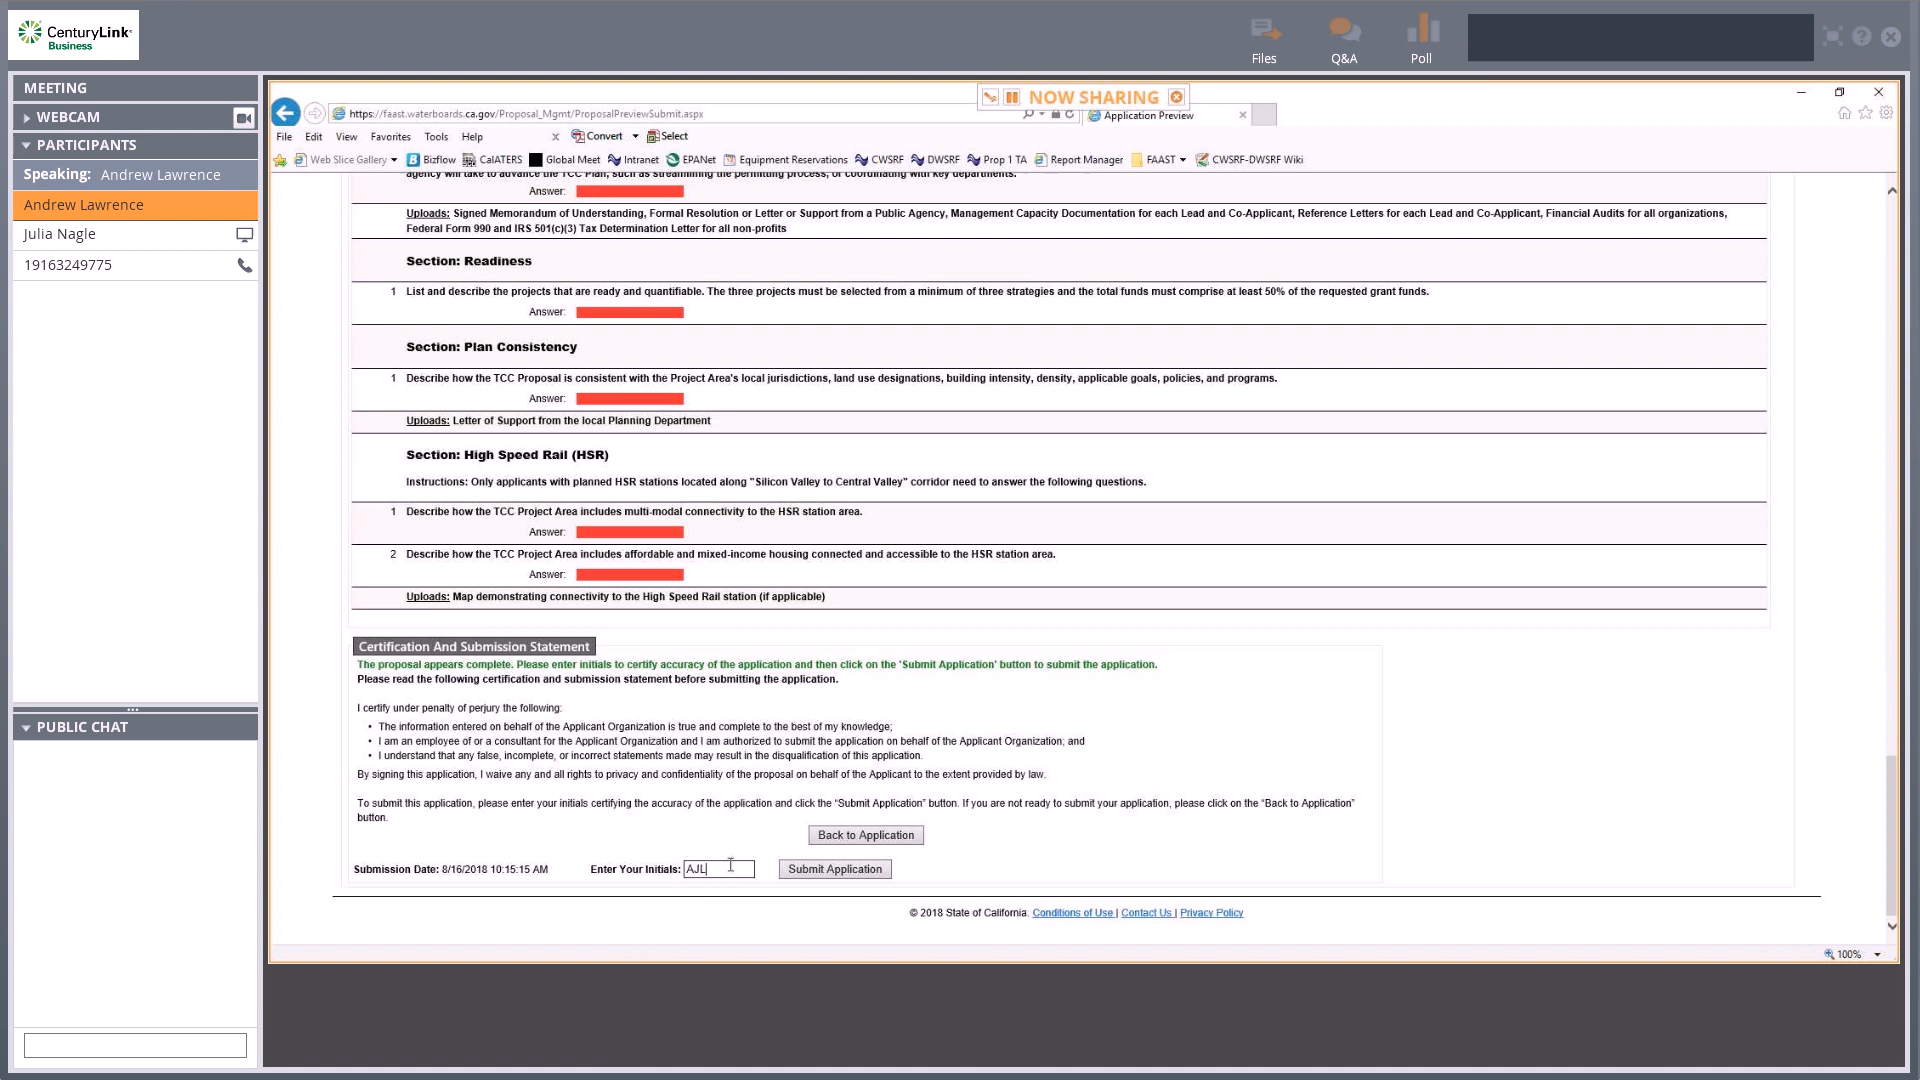 CenturyLink
Business
Files
Q&A
Poll
MEETING
WEBCAM
PARTICIPANTS
Speaking: Andrew Lawrence
Andrew Lawrence
Julia Nagle
19163249775
PUBLIC CHAT
NOW SHARING
https://faast.waterboards.ca.gov/Proposal_Mgmt/ProposalPreviewSubmit.aspx
Application Preview
File Edit View Favorites Tools Help
x Convert Select
Web Slice Gallery Bizflow CalATERS Global Meet Intranet EPANet Equipment Reservations CWSRF DWSRF Prop 1 TA Report Manager FAAST CWSRF-DWSRF Wiki
agency will take to advance the TCC Plan, such as streamlining the permitting process, or coordinating with key departments.
Answer:
Uploads: Signed Memorandum of Understanding, Formal Resolution or Letter or Support from a Public Agency, Management Capacity Documentation for each Lead and Co-Applicant, Reference Letters for each Lead and Co-Applicant, Financial Audits for all organizations,
Federal Form 990 and IRS 501(c)(3) Tax Determination Letter for all non-profits
Section: Readiness
1 List and describe the projects that are ready and quantifiable. The three projects must be selected from a minimum of three strategies and the total funds must comprise at least 50% of the requested grant funds.
Answer:
Section: Plan Consistency
1 Describe how the TCC Proposal is consistent with the Project Area's local jurisdictions, land use designations, building intensity, density, applicable goals, policies, and programs.
Answer:
Uploads: Letter of Support from the local Planning Department
Section: High Speed Rail (HSR)
Instructions: Only applicants with planned HSR stations located along "Silicon Valley to Central Valley" corridor need to answer the following questions.
1 Describe how the TCC Project Area includes multi-modal connectivity to the HSR station area.
Answer:
2 Describe how the TCC Project Area includes affordable and mixed-income housing connected and accessible to the HSR station area.
Answer:
Uploads: Map demonstrating connectivity to the High Speed Rail station (if applicable)
Certification And Submission Statement
The proposal appears complete. Please enter initials to certify accuracy of the application and then click on the 'Submit Application' button to submit the application.
Please read the following certification and submission statement before submitting the application.
I certify under penalty of perjury the following:
• The information entered on behalf of the Applicant Organization is true and complete to the best of my knowledge;
• I am an employee of or a consultant for the Applicant Organization and I am authorized to submit the application on behalf of the Applicant Organization; and
• I understand that any false, incomplete, or incorrect statements made may result in the disqualification of this application.
By signing this application, I waive any and all rights to privacy and confidentiality of the proposal on behalf of the Applicant to the extent provided by law.
To submit this application, please enter your initials certifying the accuracy of the application and click the “Submit Application” button. If you are not ready to submit your application, please click on the “Back to Application”
button.
Back to Application
Submission Date: 8/16/2018 10:15:15 AM Enter Your Initials: AJL Submit Application
© 2018 State of California. Conditions of Use | Contact Us | Privacy Policy
100%